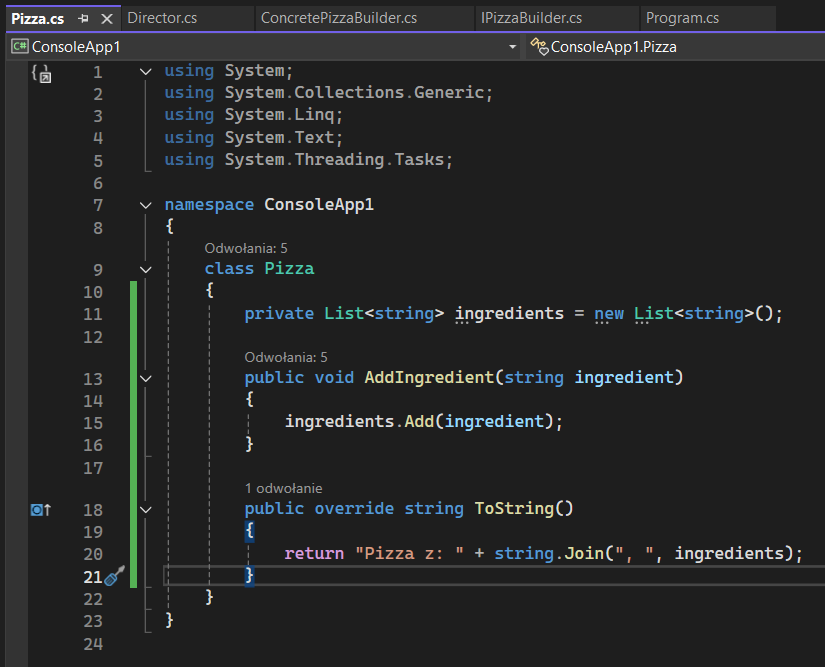 Pizza.cs Director.cs ConcretePizzaBuilder.cs IPizzaBuilder.cs Program.cs
C# ConsoleApp1 ConsoleApp1.Pizza
1 using System;
2 using System.Collections.Generic;
3 using System.Linq;
4 using System.Text;
5 using System.Threading.Tasks;
6
7 namespace ConsoleApp1
8 {
Odwołania: 5
9 class Pizza
10 {
11 private List<string> ingredients = new List<string>();
12
Odwołania: 5
13 public void AddIngredient(string ingredient)
14 {
15 ingredients.Add(ingredient);
16 }
17
1 odwołanie
18 public override string ToString()
19 {
20 return "Pizza z: " + string.Join(", ", ingredients);
21 }
22 }
23 }
24